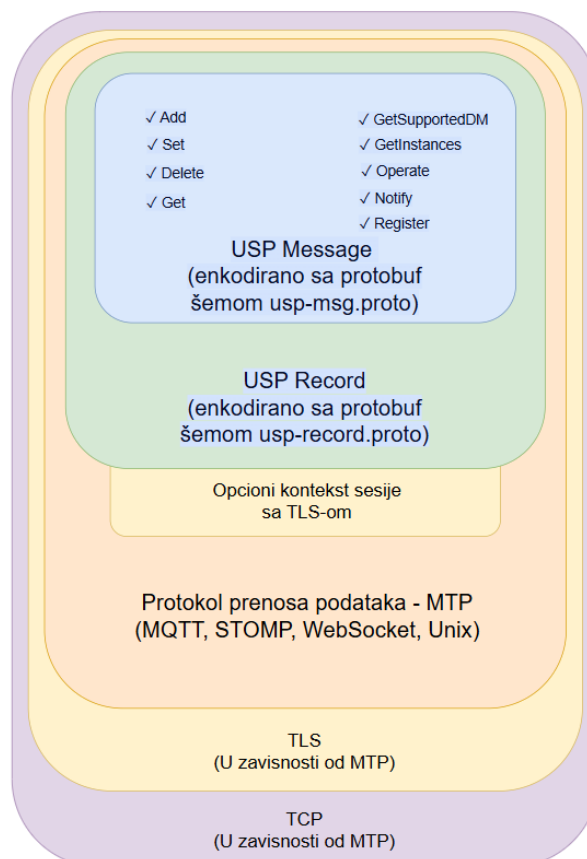 ✓ Add
✓ Set
✓ Delete
✓ Get
✓ GetSupportedDM
✓ GetInstances
✓ Operate
✓ Notify
✓ Register
USP Message
(enkodirano sa protobuf
šemom usp-msg.proto)
USP Record
(enkodirano sa protobuf
šemom usp-record.proto)
Opcioni kontekst sesije
sa TLS-om
Protokol prenosa podataka - MTP
(MQTT, STOMP, WebSocket, Unix)
TLS
(U zavisnosti od MTP)
TCP
(U zavisnosti od MTP)